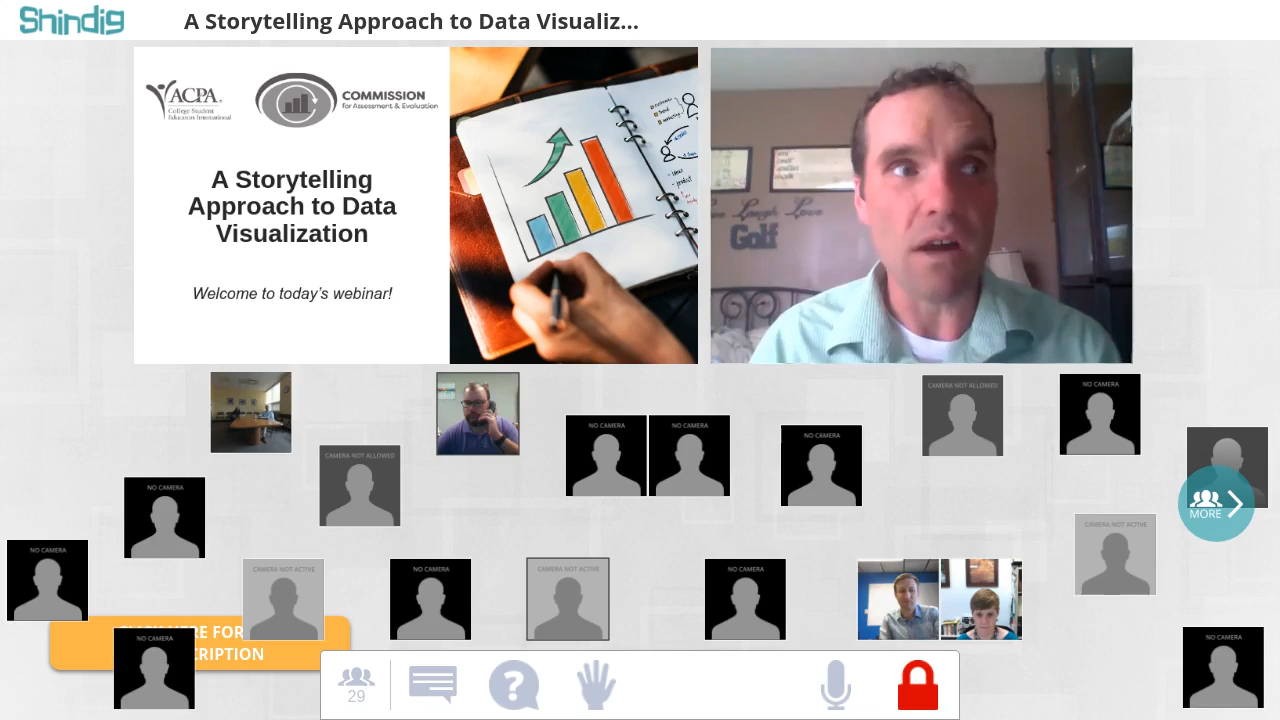 Shindig
A Storytelling Approach to Data Visualiz...
ACPA
College Student
Educators International
COMMISSION
for Assessment & Evaluation
A Storytelling
Approach to Data
Visualization
Welcome to today's webinar!
Live Laugh Love
Golf
CAMERA NOT ALLOWED
NO CAMERA
NO CAMERA
NO CAMERA
NO CAMERA
CAMERA NOT ALLOWED
NO CAMERA
MORE
CAMERA NOT ACTIVE
NO CAMERA
CAMERA NOT ACTIVE
NO CAMERA
CAMERA NOT ACTIVE
NO CAMERA
NO CAMERA
FOR
CRIPTION
NO CAMERA
NO CAMERA
29